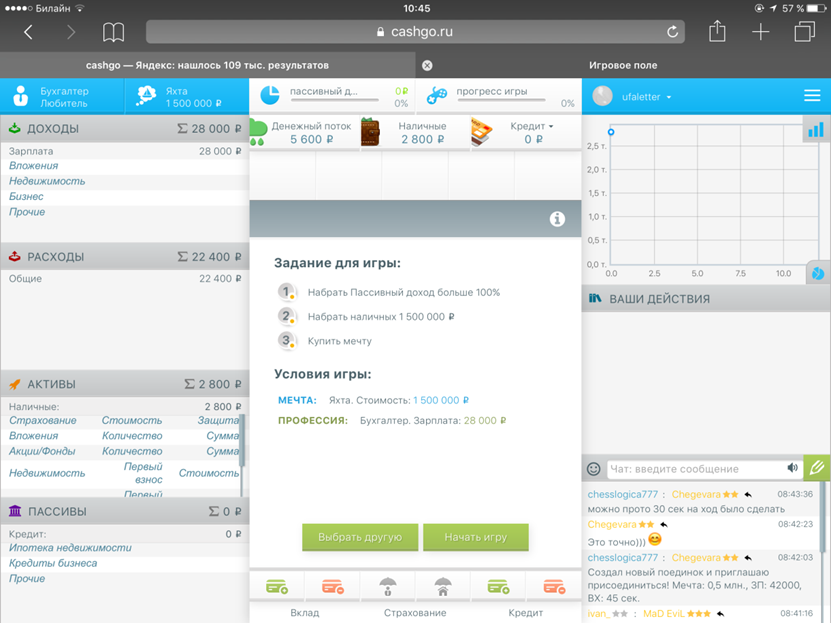 Билайн
10:45
57 %
cashgo.ru
cashgo — Яндекс: нашлось 109 тыс. результатов
Игровое поле
Бухгалтер
Любитель
Яхта
1 500 000 ₽
пассивный д...
0₽
0%
прогресс игры
0%
ufaletter
ДОХОДЫ
Σ 28 000 ₽
Зарплата
28 000 ₽
Вложения
Недвижимость
Бизнес
Прочие
РАСХОДЫ
Σ 22 400 ₽
Общие
22 400 ₽
АКТИВЫ
Σ 2 800 ₽
Наличные:
2 800 ₽
Страхование Стоимость Защита
Вложения Количество Сумма
Акции/Фонды Количество Сумма
Недвижимость Первый взнос Стоимость
Первый
ПАССИВЫ
Σ 0 ₽
Кредит:
0 ₽
Ипотека недвижимости
Кредиты бизнеса
Прочие
Денежный поток
5 600 ₽
Наличные
2 800 ₽
Кредит
0 ₽
Задание для игры:
1 Набрать Пассивный доход больше 100%
2 Набрать наличных 1 500 000 ₽
3 Купить мечту
Условия игры:
МЕЧТА: Яхта. Стоимость: 1 500 000 ₽
ПРОФЕССИЯ: Бухгалтер. Зарплата: 28 000 ₽
Выбрать другую
Начать игру
Вклад
Страхование
Кредит
2,5 т.
2,0 т.
1,5 т.
1,0 т.
0,5 т.
0,0 т.
0.0 2.5 5.0 7.5 10.0
ВАШИ ДЕЙСТВИЯ
Чат: введите сообщение
chesslogica777 : Chegevara 08:43:36
можно прото 30 сек на ход было сделать
Chegevara 08:42:23
Это точно)))
chesslogica777 : Chegevara 08:42:03
Создал новый поединок и приглашаю
присоединиться! Мечта: 0,5 млн., ЗП: 42000,
ВХ: 45 сек.
ivan_ : MaD EviL 08:41:16